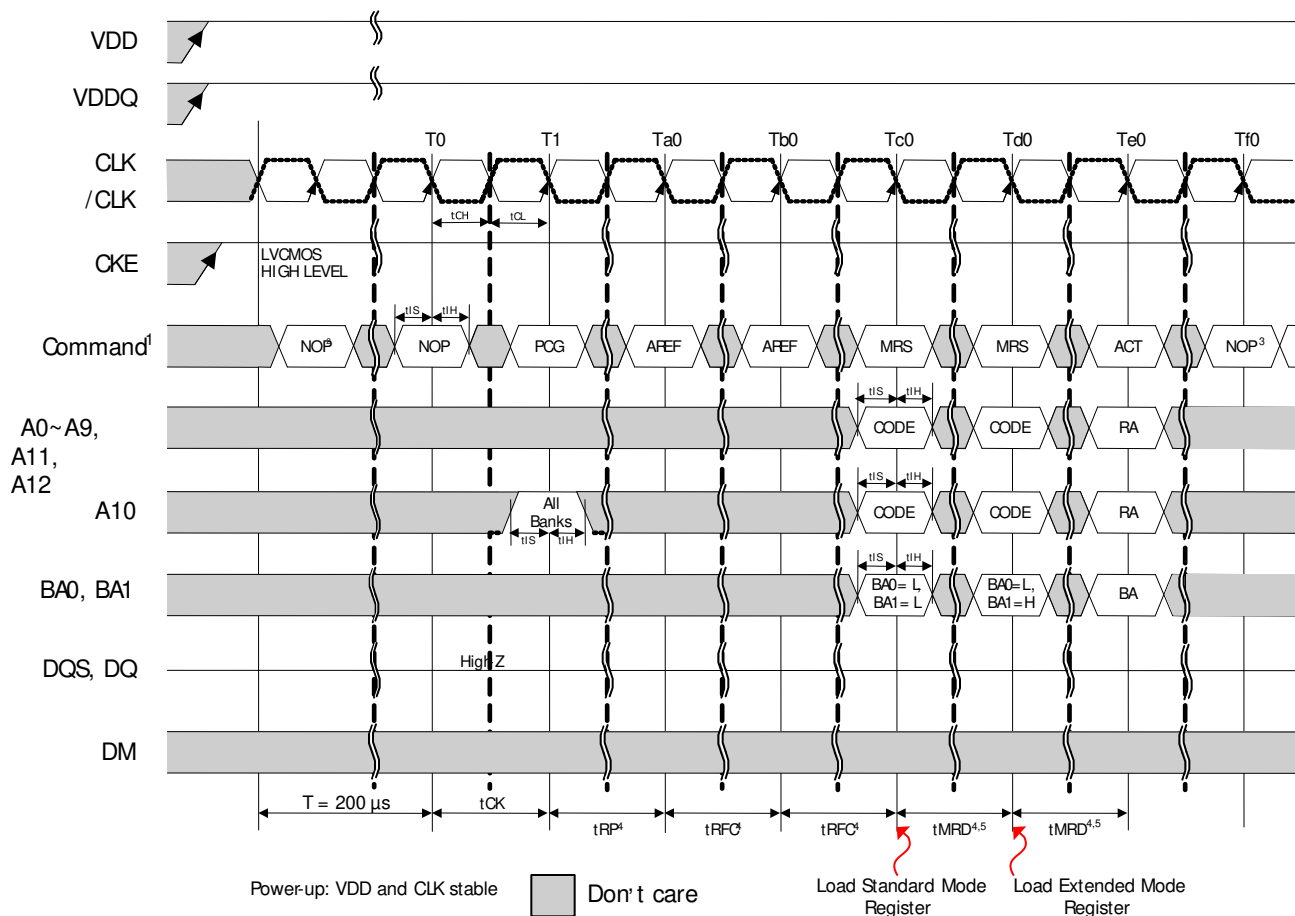 VDD
VDDQ
T0 T1 Ta0 Tb0 Tc0 Td0 Te0 Tf0
CLK
/CLK
tCH tCL
CKE
LVCMOS
HIGH LEVEL
tIS tIH
Command1 NOP NOP PCG AREF AREF MRS MRS ACT NOP3
tIS tIH
A0~A9,
A11,
A12
CODE CODE RA
tIS tIH
A10
All
Banks
tIS tIH
CODE CODE RA
tIS tIH
BA0, BA1
BA0= L,
BA1= L
BA0=L,
BA1=H
BA
DQS, DQ
High-Z
DM
T = 200 µs tCK
tRP4 tRFC4 tRFC4 tMRD4,5 tMRD4,5
Power-up: VDD and CLK stable
Don't care
Load Standard Mode
Register
Load Extended Mode
Register